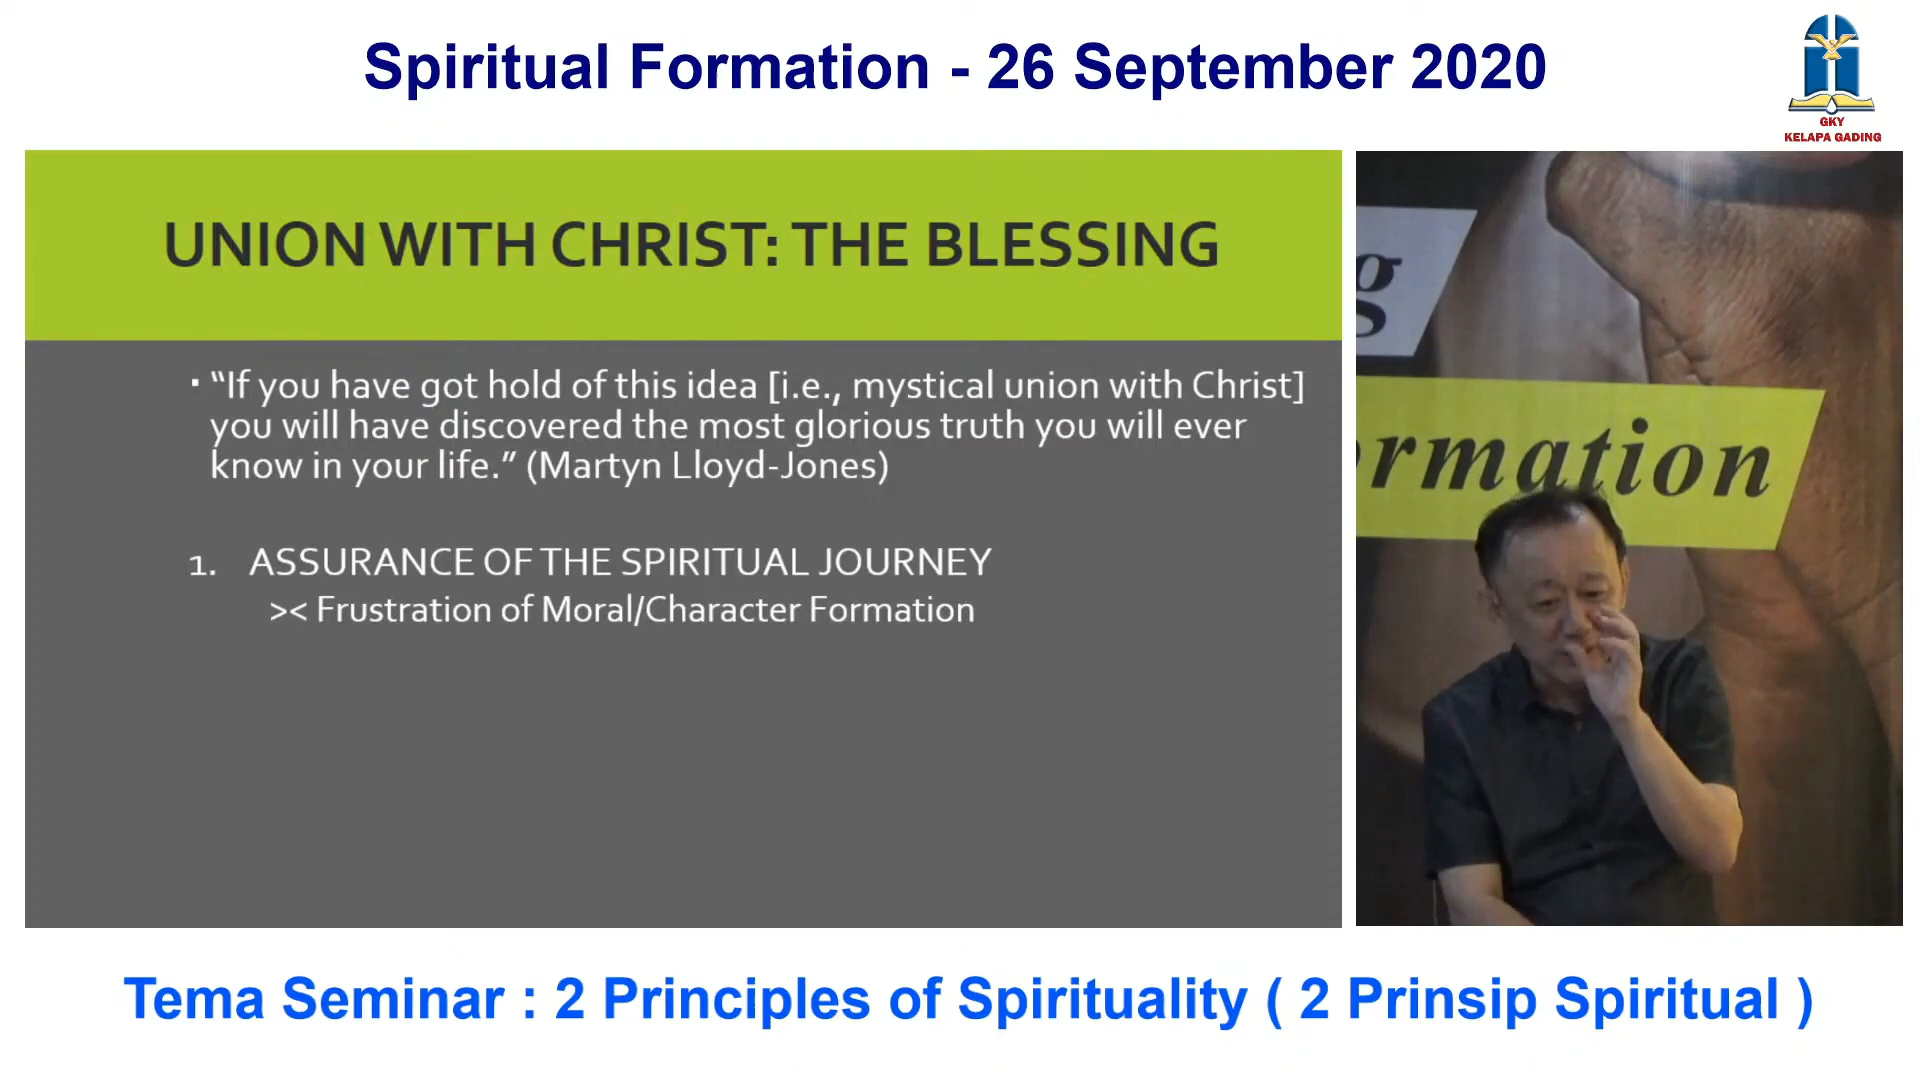 Spiritual Formation - 26 September 2020
GKY
KELAPA GADING
UNION WITH CHRIST: THE BLESSING
▪ “If you have got hold of this idea [i.e., mystical union with Christ]
you will have discovered the most glorious truth you will ever
know in your life.” (Martyn Lloyd-Jones)
1. ASSURANCE OF THE SPIRITUAL JOURNEY
>< Frustration of Moral/Character Formation
g
rmation
Tema Seminar : 2 Principles of Spirituality ( 2 Prinsip Spiritual )